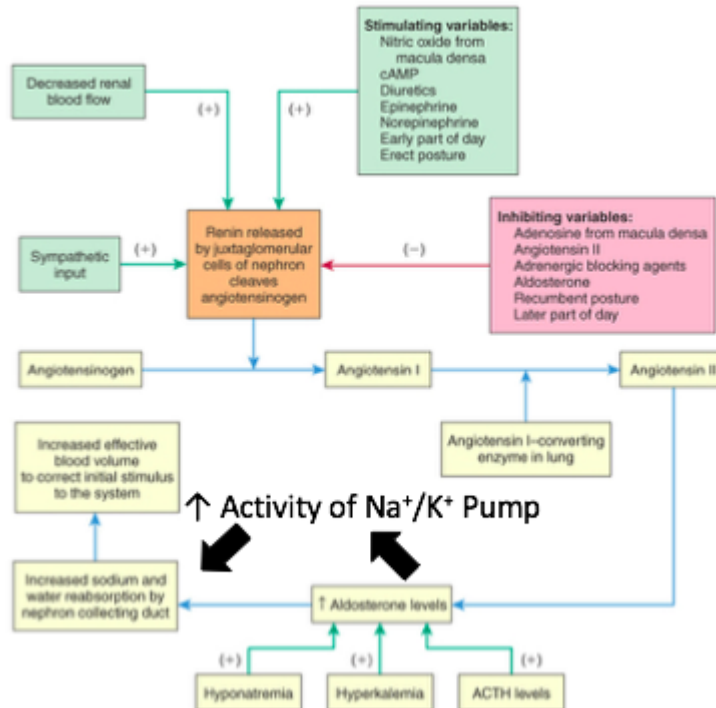 Stimulating variables:
Nitric oxide from
macula densa
cAMP
Diuretics
Epinephrine
Norepinephrine
Early part of day
Erect posture
Decreased renal
blood flow
(+)
(+)
Sympathetic
input
(+)
Renin released
by juxtaglomerular
cells of nephron
cleaves
angiotensinogen
(−)
Inhibiting variables:
Adenosine from macula densa
Angiotensin II
Adrenergic blocking agents
Aldosterone
Recumbent posture
Later part of day
Angiotensinogen
Angiotensin I
Angiotensin II
Angiotensin I–converting
enzyme in lung
Increased effective
blood volume
to correct initial stimulus
to the system
↑ Activity of Na⁺/K⁺ Pump
Increased sodium and
water reabsorption by
nephron collecting duct
↑ Aldosterone levels
(+)
(+)
(+)
Hyponatremia
Hyperkalemia
ACTH levels